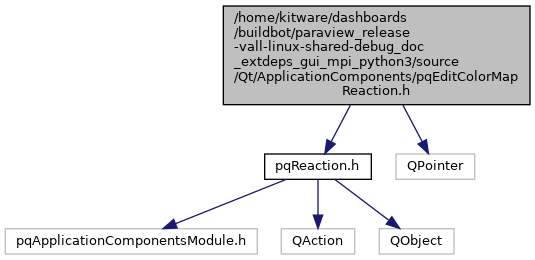 /home/kitware/dashboards
/buildbot/paraview_release
-vall-linux-shared-debug_doc
_extdeps_gui_mpi_python3/source
/Qt/ApplicationComponents/pqEditColorMap
Reaction.h
pqReaction.h
QPointer
pqApplicationComponentsModule.h
QAction
QObject